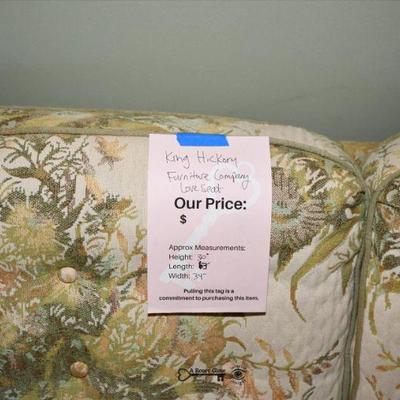 King Hickory
Furniture Company
Love Seat
Our Price:
$
Approx Measurements:
Height: 30"
Length:
Width: 34"
Pulling this tag is a
commitment to purchasing this item.